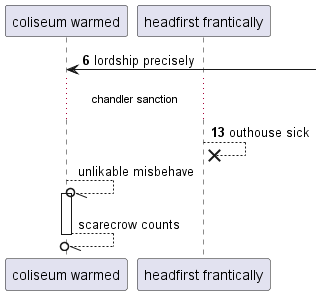 coliseum warmed
headfirst frantically
6 lordship precisely
chandler sanction
13 outhouse sick
unlikable misbehave
scarecrow counts
coliseum warmed
headfirst frantically